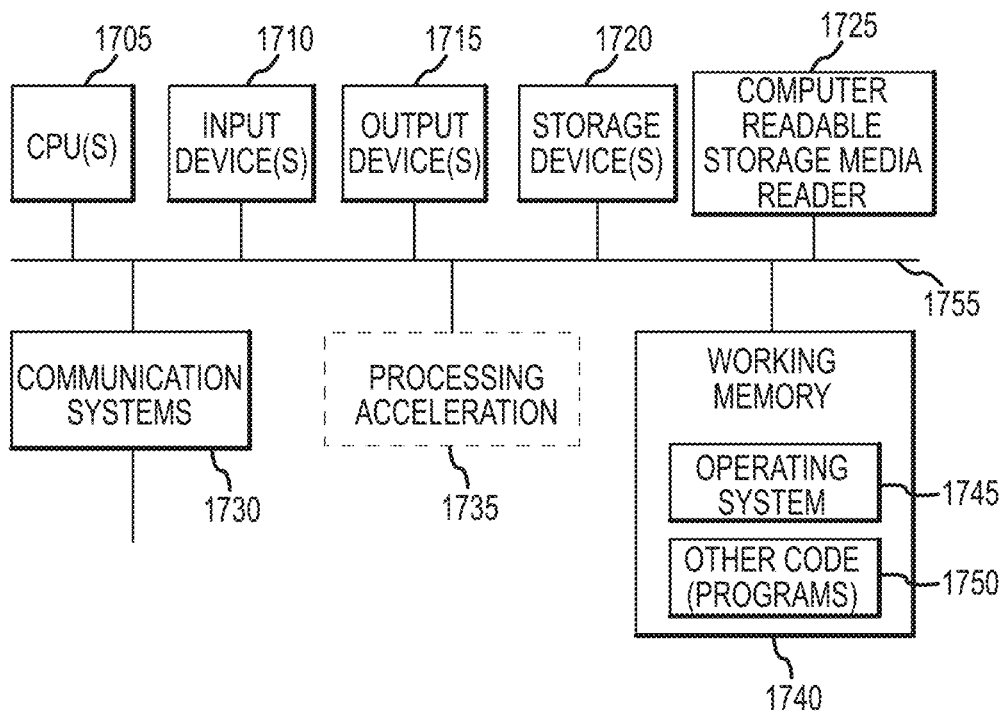 1705
1710
1715
1720
1725
CPU(S)
INPUT
DEVICE(S)
OUTPUT
DEVICE(S)
STORAGE
DEVICE(S)
COMPUTER
READABLE
STORAGE MEDIA
READER
1755
COMMUNICATION
SYSTEMS
1730
PROCESSING
ACCELERATION
1735
WORKING
MEMORY
OPERATING
SYSTEM
1745
OTHER CODE
(PROGRAMS)
1750
1740